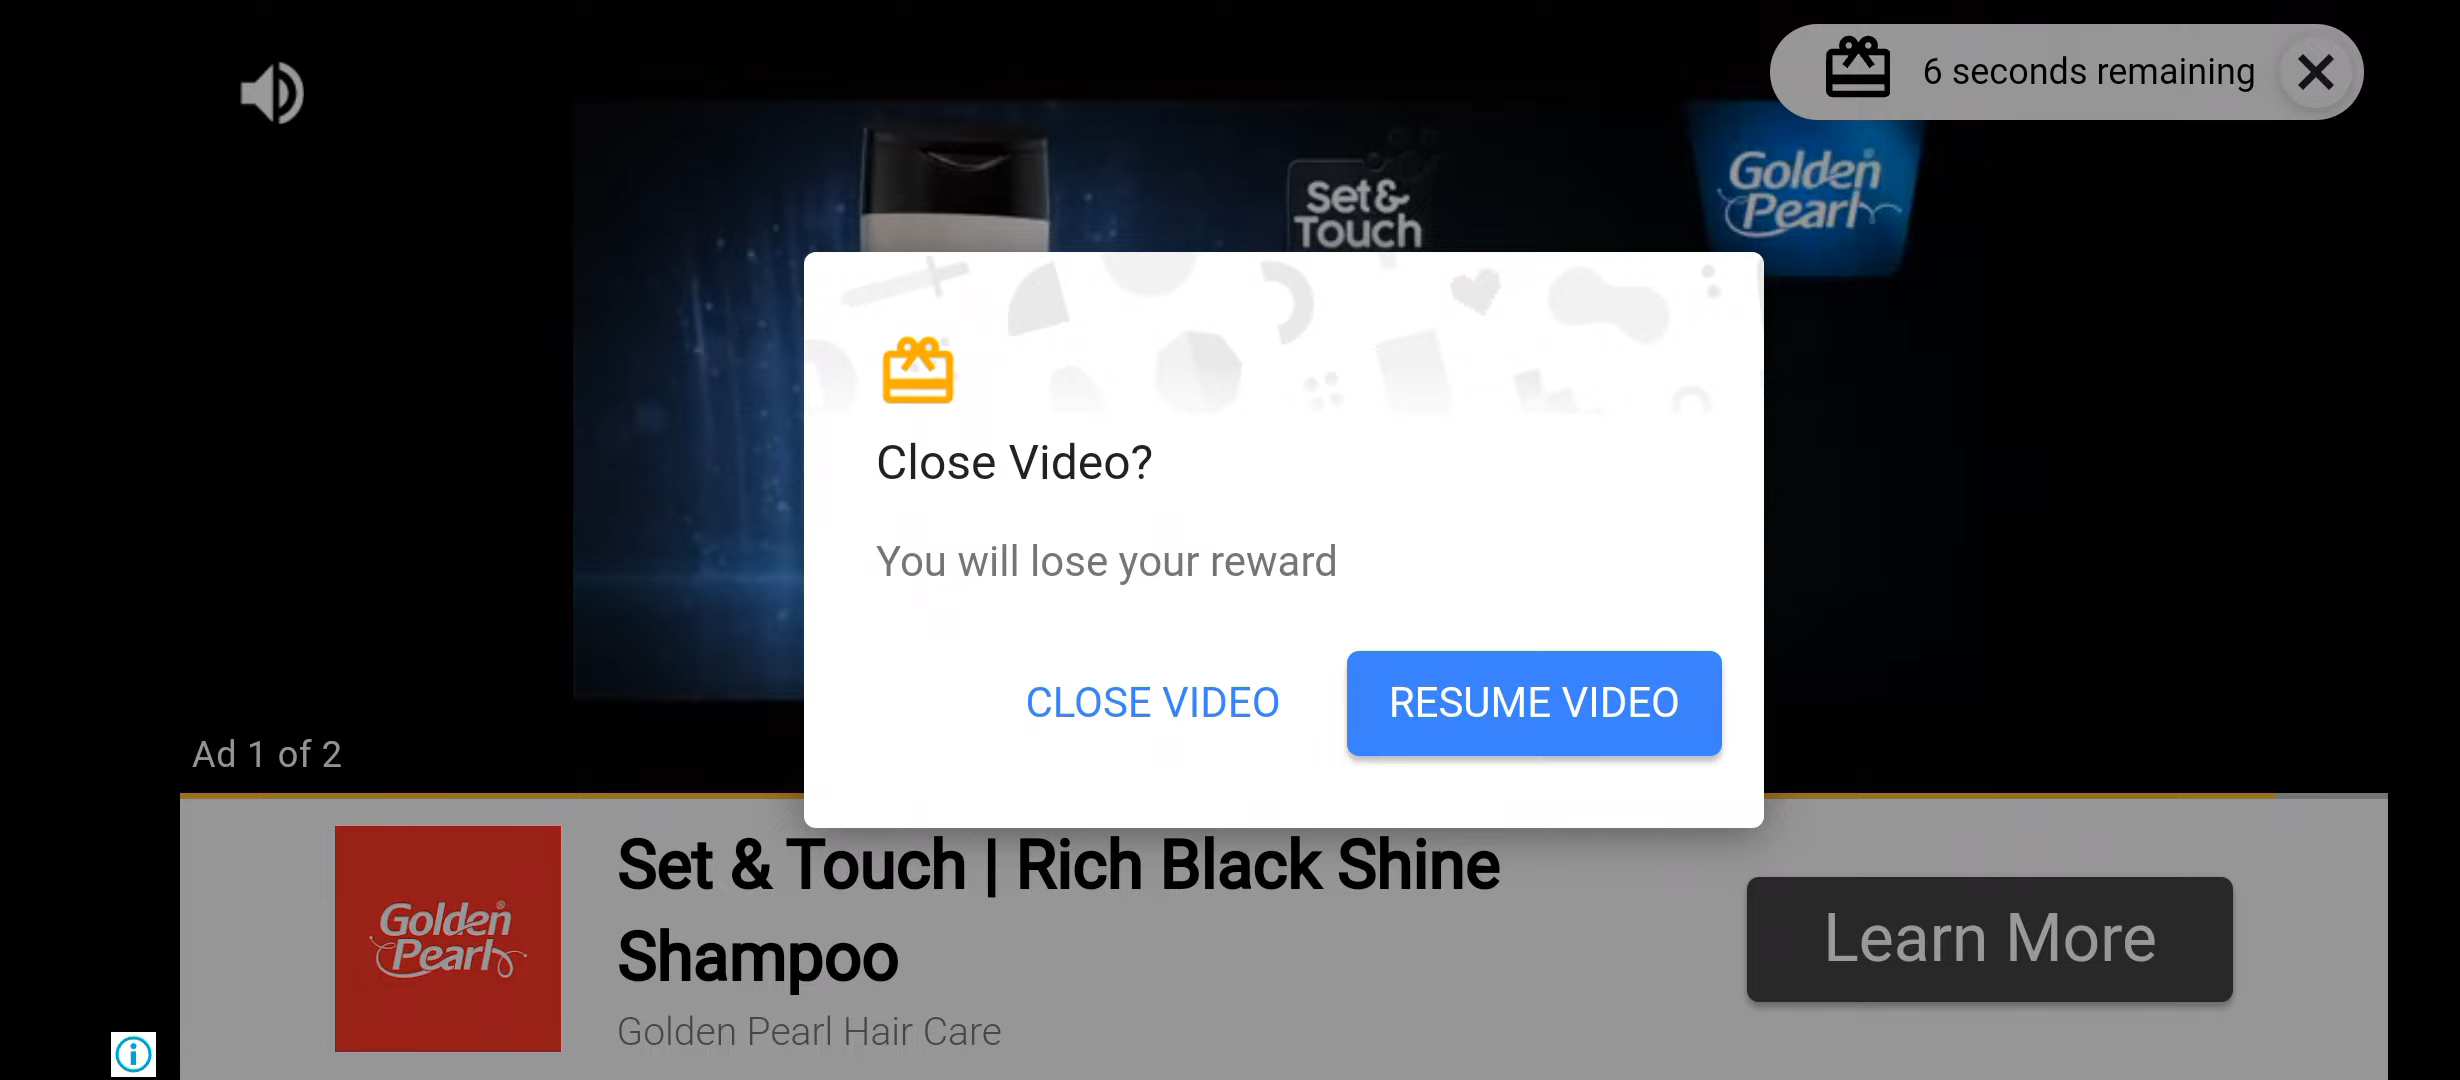 6 seconds remaining
Set &
Touch
Golden
Pearl
Close Video?
You will lose your reward
CLOSE VIDEO
RESUME VIDEO
Ad 1 of 2
Golden
Pearl
Set & Touch | Rich Black Shine
Shampoo
Golden Pearl Hair Care
Learn More